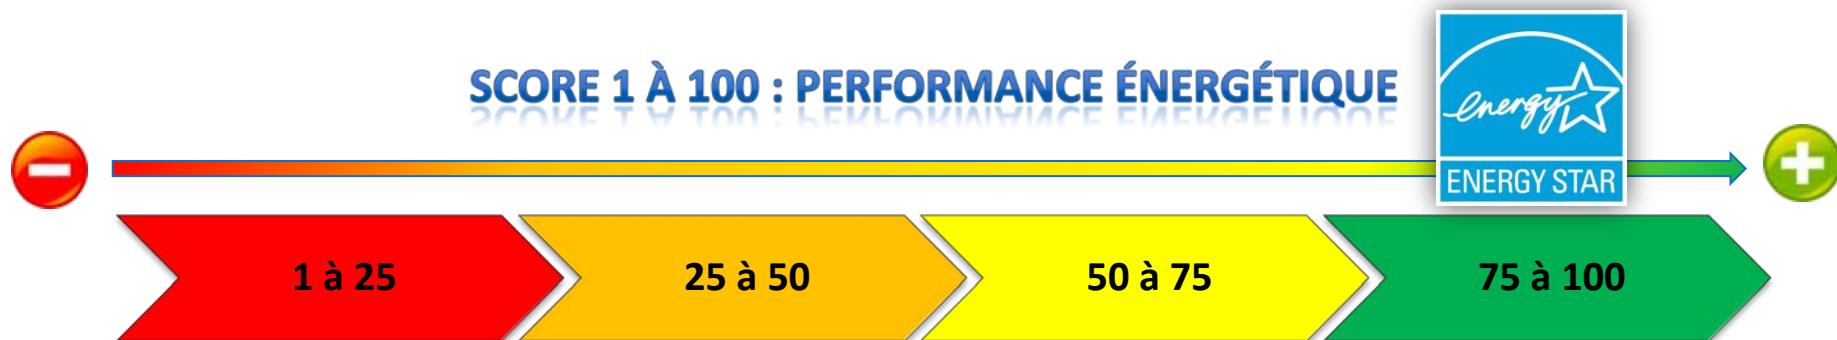 SCORE 1 À 100 : PERFORMANCE ÉNERGÉTIQUE
energy
ENERGY STAR
1 à 25
25 à 50
50 à 75
75 à 100